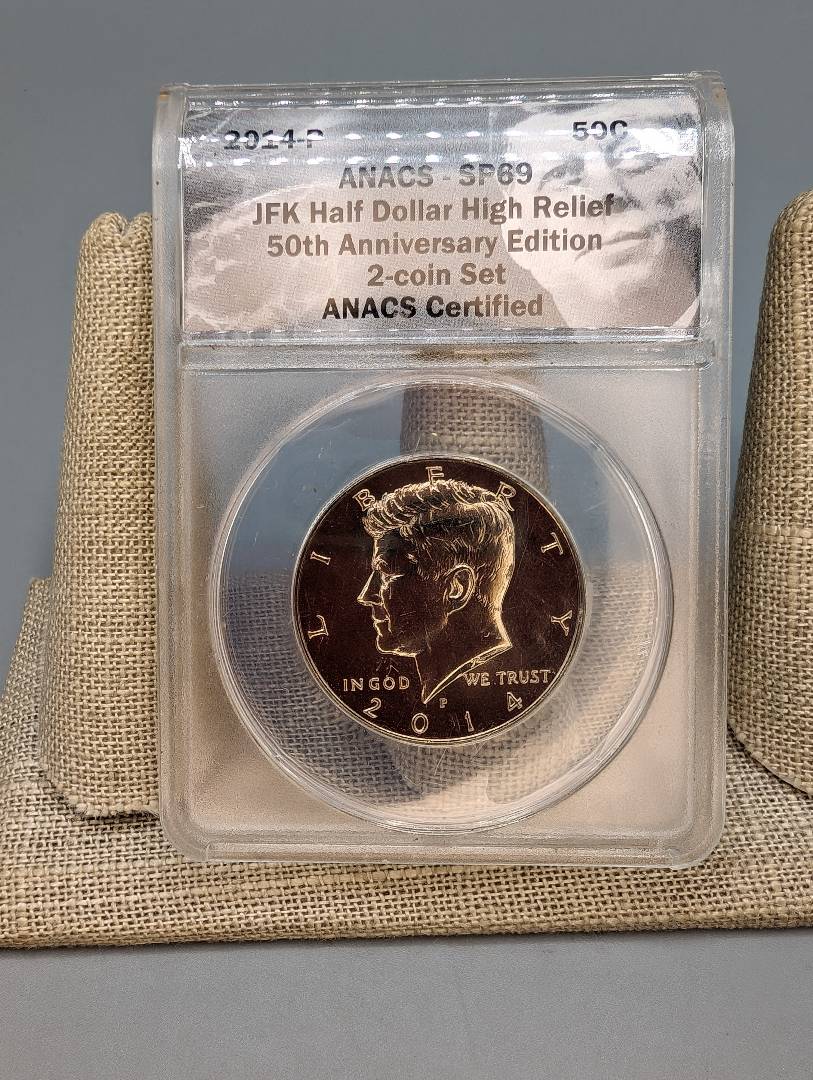 2014-P 50C
ANACS - SP69
JFK Half Dollar High Relief
50th Anniversary Edition
2-coin Set
ANACS Certified
LIBERTY
IN GOD WE TRUST
P
2014